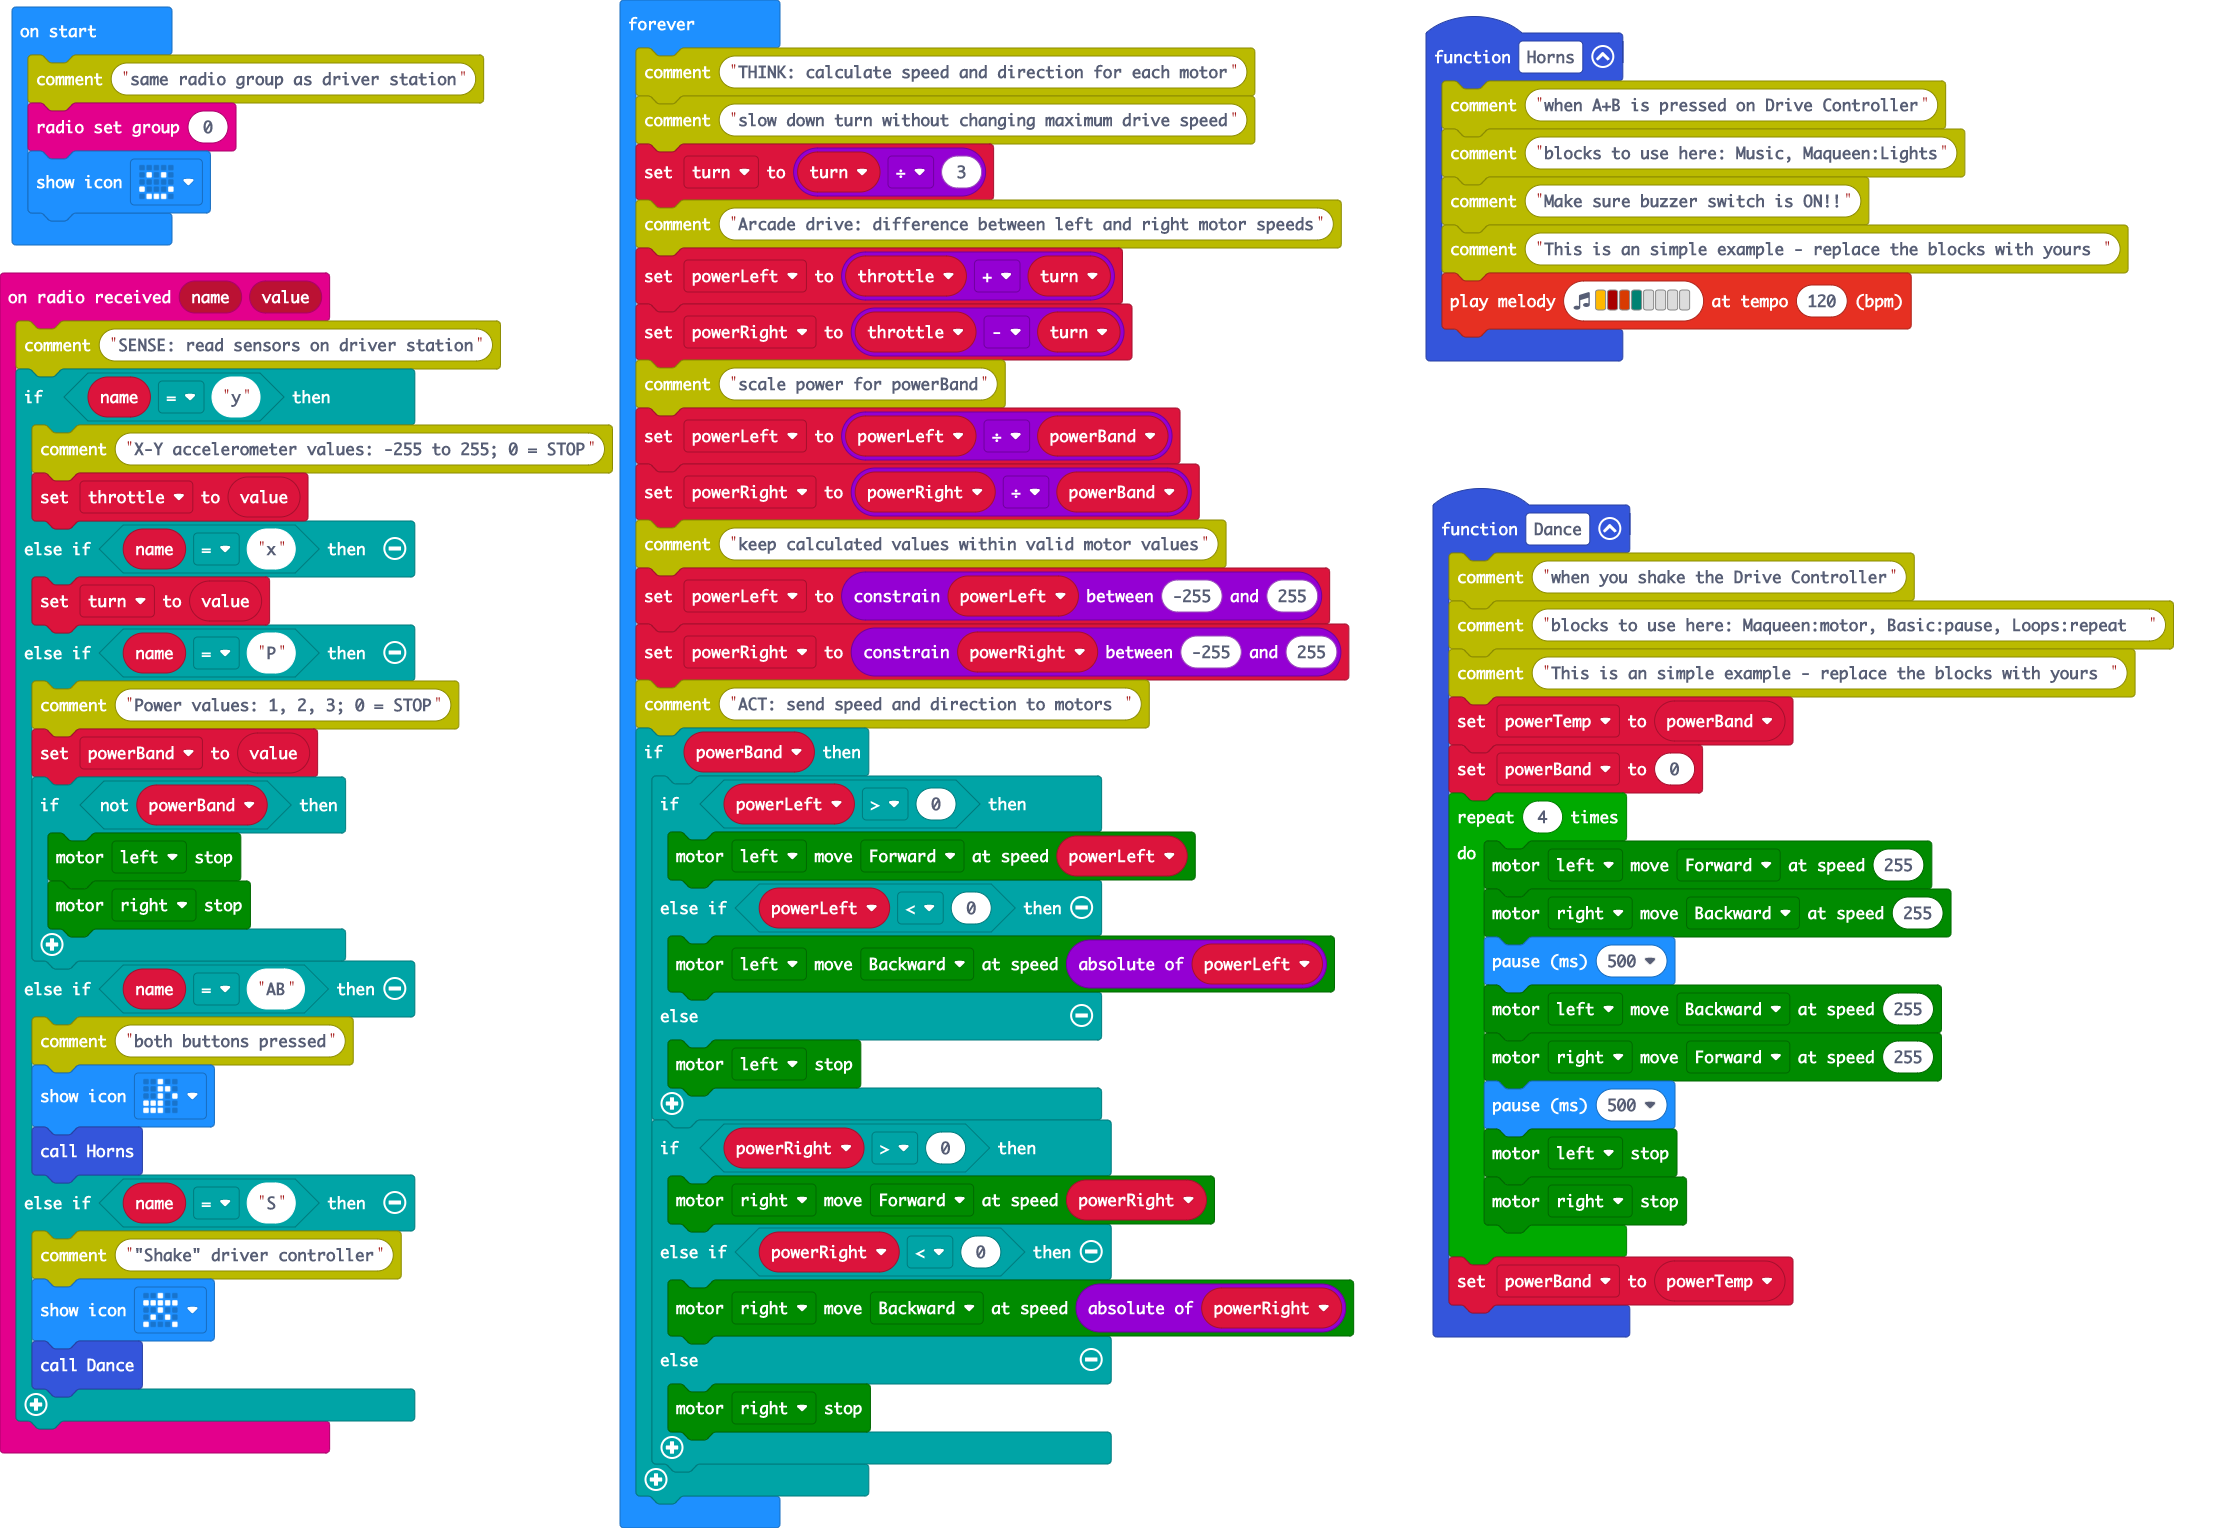 on start
comment "same radio group as driver station"
radio set group 0
show icon
on radio received name value
comment "SENSE: read sensors on driver station"
if name = "y" then
comment "X-Y accelerometer values: -255 to 255; 0 = STOP"
set throttle to value
else if name = "x" then
set turn to value
else if name = "P" then
comment "Power values: 1, 2, 3; 0 = STOP"
set powerBand to value
if not powerBand then
motor left stop
motor right stop
else if name = "AB" then
comment "both buttons pressed"
show icon
call Horns
else if name = "S" then
comment ""Shake" driver controller"
show icon
call Dance
forever
comment "THINK: calculate speed and direction for each motor"
comment "slow down turn without changing maximum drive speed"
set turn to turn ÷ 3
comment "Arcade drive: difference between left and right motor speeds"
set powerLeft to throttle + turn
set powerRight to throttle - turn
comment "scale power for powerBand"
set powerLeft to powerLeft ÷ powerBand
set powerRight to powerRight ÷ powerBand
comment "keep calculated values within valid motor values"
set powerLeft to constrain powerLeft between -255 and 255
set powerRight to constrain powerRight between -255 and 255
comment "ACT: send speed and direction to motors "
if powerBand then
if powerLeft > 0 then
motor left move Forward at speed powerLeft
else if powerLeft < 0 then
motor left move Backward at speed absolute of powerLeft
else
motor left stop
if powerRight > 0 then
motor right move Forward at speed powerRight
else if powerRight < 0 then
motor right move Backward at speed absolute of powerRight
else
motor right stop
function Horns
comment "when A+B is pressed on Drive Controller"
comment "blocks to use here: Music, Maqueen:Lights"
comment "Make sure buzzer switch is ON!!"
comment "This is an simple example - replace the blocks with yours "
play melody at tempo 120 (bpm)
function Dance
comment "when you shake the Drive Controller"
comment "blocks to use here: Maqueen:motor, Basic:pause, Loops:repeat "
comment "This is an simple example - replace the blocks with yours "
set powerTemp to powerBand
set powerBand to 0
repeat 4 times
do motor left move Forward at speed 255
motor right move Backward at speed 255
pause (ms) 500
motor left move Backward at speed 255
motor right move Forward at speed 255
pause (ms) 500
motor left stop
motor right stop
set powerBand to powerTemp